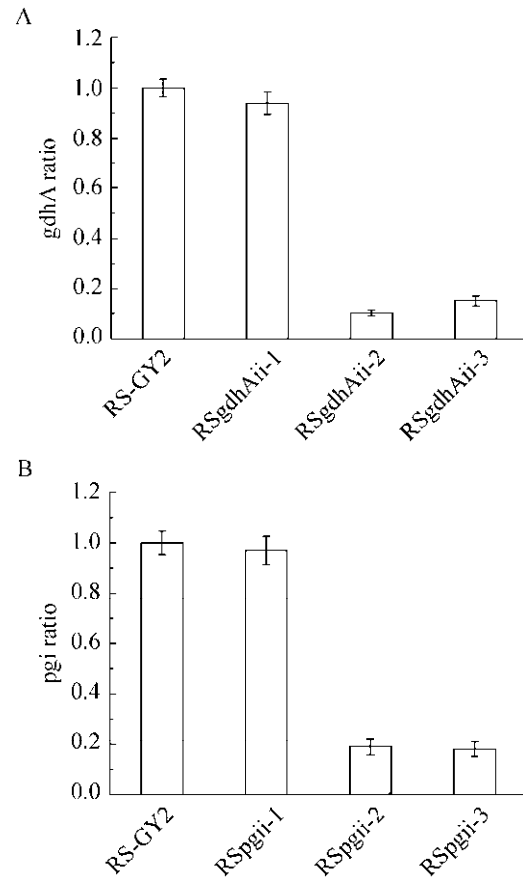 A
1.2
1.0
0.8
0.6
0.4
0.2
0.0
gdhA ratio
RS-GY2
RSgdhAii-1
RSgdhAii-2
RSgdhAii-3
B
1.2
1.0
0.8
0.6
0.4
0.2
0.0
pgi ratio
RS-GY2
RSpgii-1
RSpgii-2
RSpgii-3